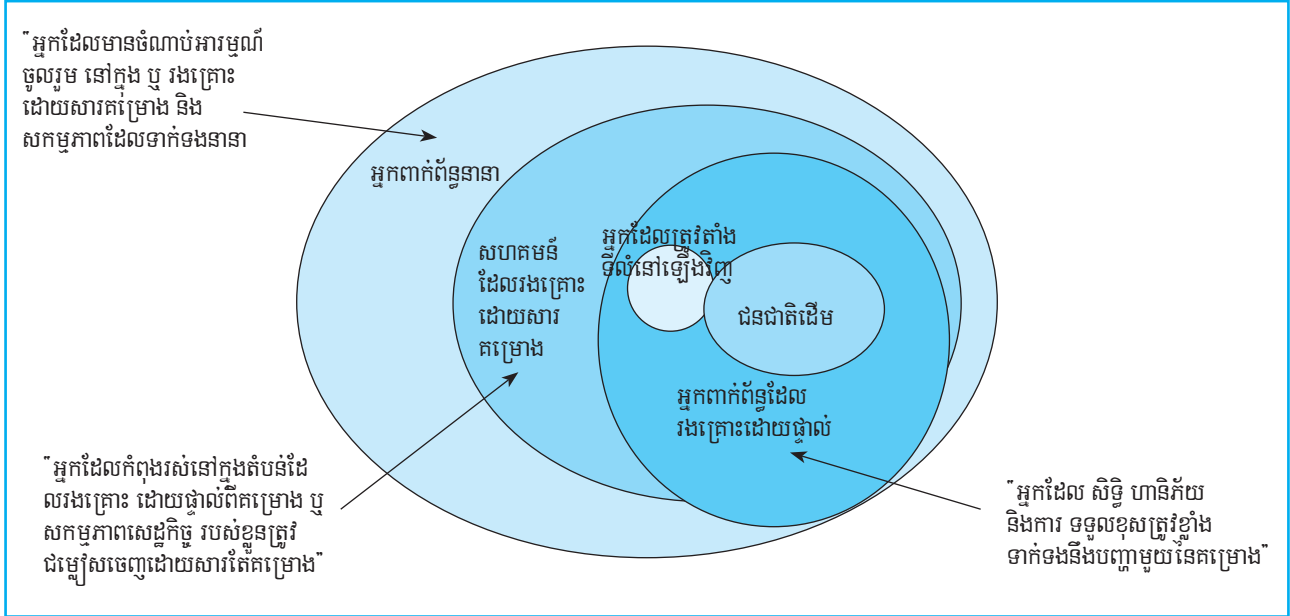 "អ្នកដែលមានចំណាប់អារម្មណ៍
ចូលរួម នៅក្នុង ឬ រងគ្រោះ
ដោយសារគម្រោង និង
សកម្មភាពដែលទាក់ទងនានា
អ្នកពាក់ព័ន្ធនានា
សហគមន៍
ដែលរងគ្រោះ
ដោយសារ
គម្រោង
អ្នកដែលត្រូវតាំង
ទីលំនៅឡើងវិញ
ជនជាតិដើម
អ្នកពាក់ព័ន្ធដែល
រងគ្រោះដោយផ្ទាល់
"អ្នកដែលកំពុងរស់នៅក្នុងតំបន់ដែ
លរងគ្រោះ ដោយផ្ទាល់ពីគម្រោង ឬ
សកម្មភាពសេដ្ឋកិច្ច របស់ខ្លួនត្រូវ
ជម្លៀសចេញដោយសារតែគម្រោង"
"អ្នកដែល សិទ្ធិ ហានិភ័យ
និងការ ទទួលខុសត្រូវខ្លាំង
ទាក់ទងនឹងបញ្ហាមួយនៃគម្រោង"